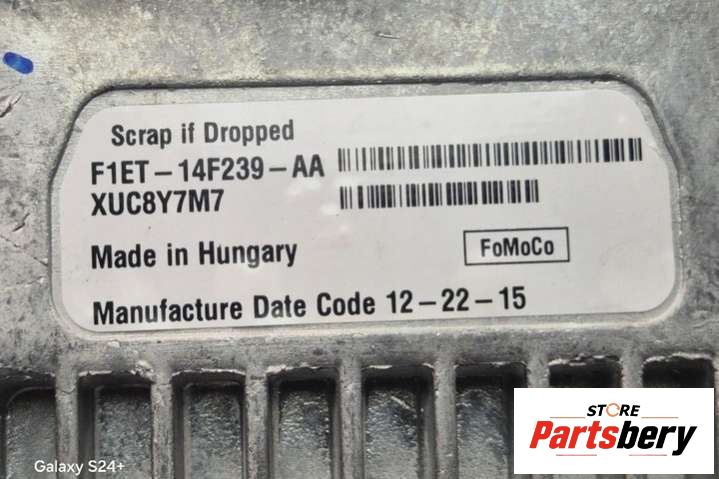 Scrap if Dropped
F1ET-14F239-AA
XUC8Y7M7
Made in Hungary
FoMoCo
Manufacture Date Code 12-22-15
STORE
Partsbery
Galaxy S24+